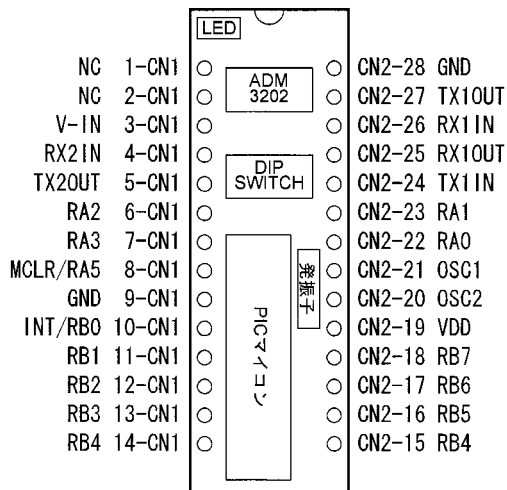 LED
NC 1-CN1
NC 2-CN1
V-IN 3-CN1
RX2IN 4-CN1
TX2OUT 5-CN1
RA2 6-CN1
RA3 7-CN1
MCLR/RA5 8-CN1
GND 9-CN1
INT/RB0 10-CN1
RB1 11-CN1
RB2 12-CN1
RB3 13-CN1
RB4 14-CN1
ADM
3202
DIP
SWITCH
発振子
PICマイコン
CN2-28 GND
CN2-27 TX1OUT
CN2-26 RX1IN
CN2-25 RX1OUT
CN2-24 TX1IN
CN2-23 RA1
CN2-22 RA0
CN2-21 OSC1
CN2-20 OSC2
CN2-19 VDD
CN2-18 RB7
CN2-17 RB6
CN2-16 RB5
CN2-15 RB4